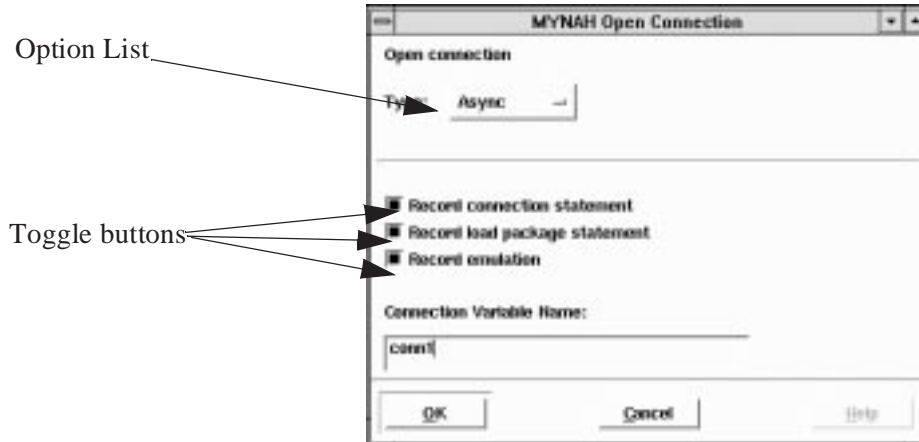 MYNAH Open Connection
Option List
Open connection
Type: Async
Record connection statement
Record load package statement
Toggle buttons
Record emulation
Connection Variable Name:
conn1
OK Cancel Help